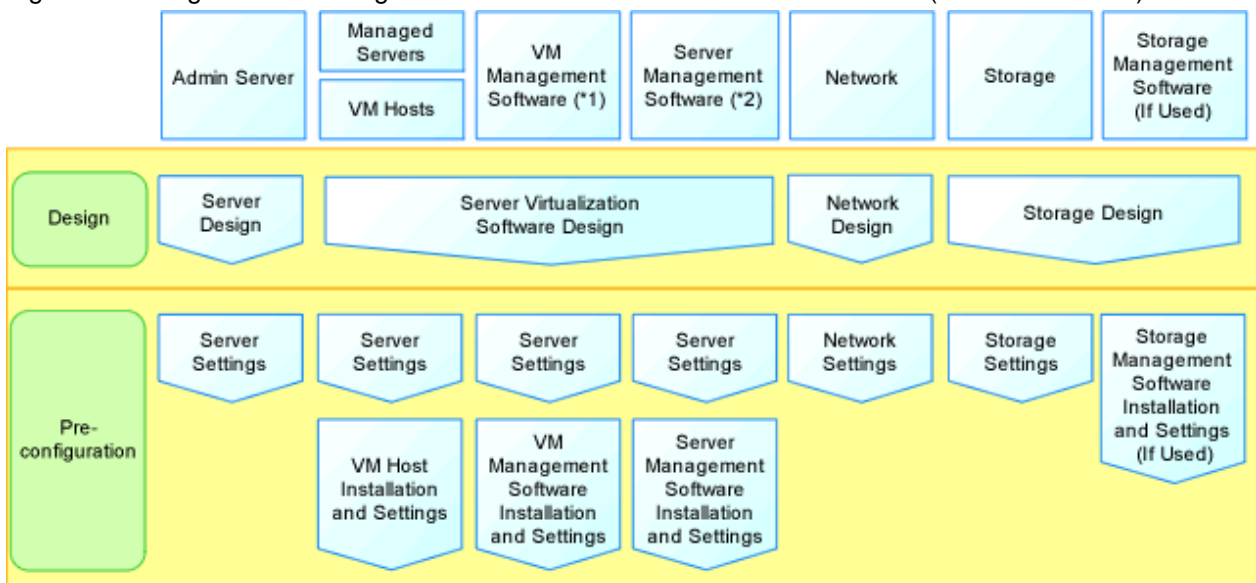 Admin Server
Managed
Servers
VM Hosts
VM
Management
Software (*1)
Server
Management
Software (*2)
Network
Storage
Storage
Management
Software
(If Used)
Design
Server
Design
Server Virtualization
Software Design
Network
Design
Storage Design
Pre-
configuration
Server
Settings
Server
Settings
Server
Settings
Server
Settings
Network
Settings
Storage
Settings
Storage
Management
Software
Installation
and Settings
(If Used)
VM Host
Installation
and Settings
VM
Management
Software
Installation
and Settings
Server
Management
Software
Installation
and Settings